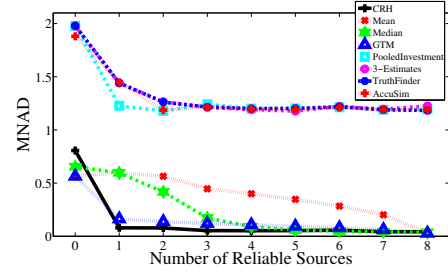 CRH
Mean
Median
GTM
PooledInvestment
3-Estimates
TruthFinder
AccuSim
2
1.5
1
0.5
0
MNAD
0 1 2 3 4 5 6 7 8
Number of Reliable Sources